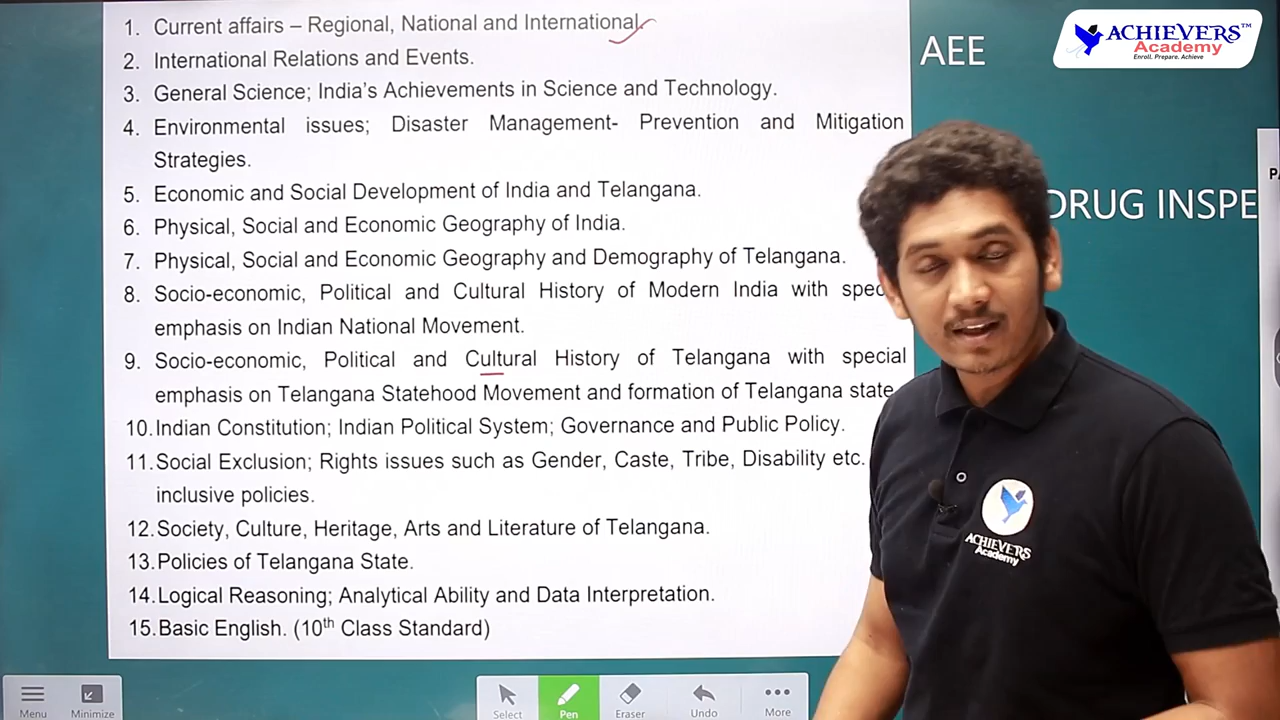 1. Current affairs – Regional, National and International.
2. International Relations and Events.
3. General Science; India's Achievements in Science and Technology.
4. Environmental issues; Disaster Management- Prevention and Mitigation
Strategies.
5. Economic and Social Development of India and Telangana.
6. Physical, Social and Economic Geography of India.
7. Physical, Social and Economic Geography and Demography of Telangana.
8. Socio-economic, Political and Cultural History of Modern India with
emphasis on Indian National Movement.
9. Socio-economic, Political and Cultural History of Telangana with special
emphasis on Telangana Statehood Movement and formation of Telangana state
10. Indian Constitution; Indian Political System; Governance and Public Policy.
11. Social Exclusion; Rights issues such as Gender, Caste, Tribe, Disability etc.
inclusive policies.
12. Society, Culture, Heritage, Arts and Literature of Telangana.
13. Policies of Telangana State.
14. Logical Reasoning; Analytical Ability and Data Interpretation.
15. Basic English. (10th Class Standard)
AEE
DRUG INSPE
ACHIEVERS™
Academy
Enroll. Prepare. Achieve
ACHIEVERS
Academy
Menu
Minimize
Select
Pen
Eraser
Undo
More